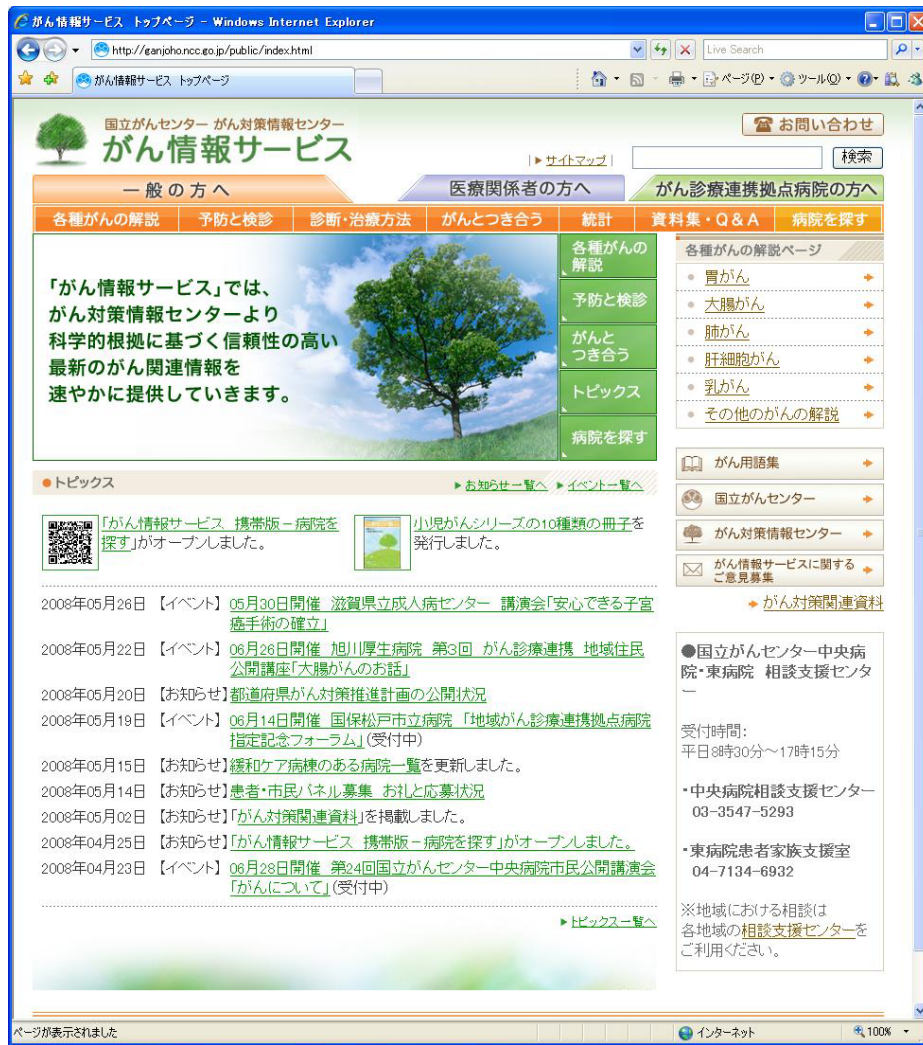 がん情報サービス トップページ - Windows Internet Explorer
http://ganjoho.ncc.go.jp/public/index.html
Live Search
がん情報サービス トップページ
ページ(P)
ツール(O)
国立がんセンター がん対策情報センター
がん情報サービス
お問い合わせ
サイトマップ
検索
一般の方へ
医療関係者の方へ
がん診療連携拠点病院の方へ
各種がんの解説
予防と検診
診断・治療方法
がんとつき合う
統計
資料集・Q&A
病院を探す
「がん情報サービス」では、
がん対策情報センターより
科学的根拠に基づく信頼性の高い
最新のがん関連情報を
速やかに提供していきます。
各種がんの
解説
予防と検診
がんと
つき合う
トピックス
病院を探す
各種がんの解説ページ
胃がん
大腸がん
肺がん
肝細胞がん
乳がん
その他のがんの解説
がん用語集
国立がんセンター
がん対策情報センター
がん情報サービスに関する
ご意見募集
がん対策関連資料
●トピックス
お知らせ一覧へ
イベント一覧へ
「がん情報サービス 携帯版-病院を
探す」がオープンしました。
小児がんシリーズの10種類の冊子を
発行しました。
2008年05月26日 【イベント】 05月30日開催 滋賀県立成人病センター 講演会「安心できる子宮
癌手術の確立」
2008年05月22日 【イベント】 06月26日開催 旭川厚生病院 第3回 がん診療連携 地域住民
公開講座「大腸がんのお話」
2008年05月20日 【お知らせ】都道府県がん対策推進計画の公開状況
2008年05月19日 【イベント】 06月14日開催 国保松戸市立病院 「地域がん診療連携拠点病院
指定記念フォーラム」(受付中)
2008年05月15日 【お知らせ】緩和ケア病棟のある病院一覧を更新しました。
2008年05月14日 【お知らせ】患者・市民パネル募集 お礼と応募状況
2008年05月02日 【お知らせ】「がん対策関連資料」を掲載しました。
2008年04月25日 【お知らせ】「がん情報サービス 携帯版-病院を探す」がオープンしました。
2008年04月23日 【イベント】 06月28日開催 第24回国立がんセンター中央病院市民公開講演会
「がんについて」(受付中)
トピックス一覧へ
●国立がんセンター中央病
院・東病院 相談支援センタ
ー
受付時間:
平日8時30分~17時15分
・中央病院相談支援センター
03-3547-5293
・東病院患者家族支援室
04-7134-6932
※地域における相談は
各地域の相談支援センターを
ご利用ください。
ページが表示されました
インターネット
100%